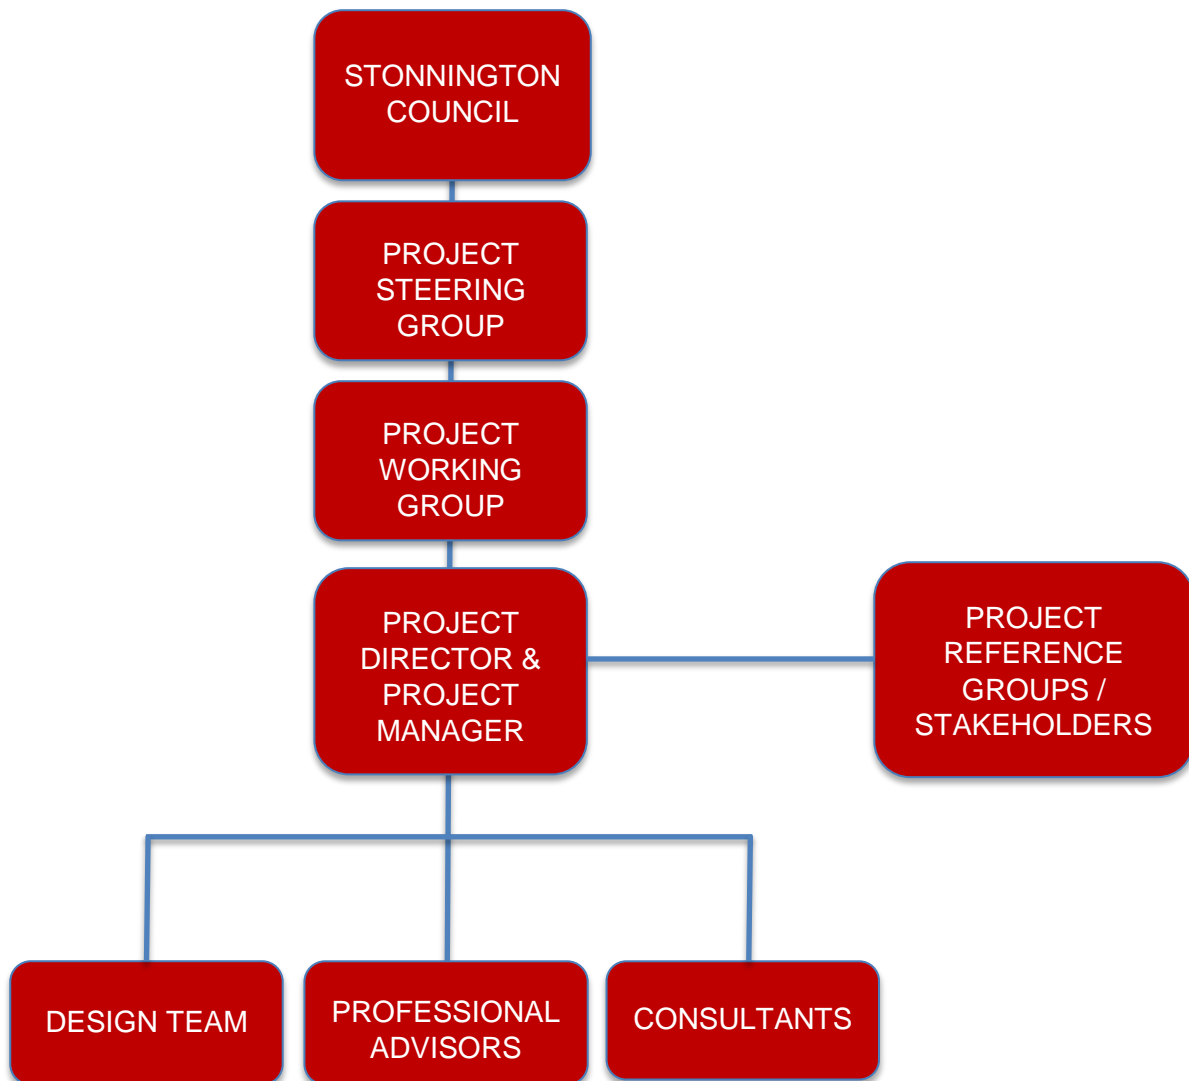 STONNINGTON
COUNCIL
PROJECT
STEERING
GROUP
PROJECT
WORKING
GROUP
PROJECT
DIRECTOR &
PROJECT
MANAGER
PROJECT
REFERENCE
GROUPS /
STAKEHOLDERS
DESIGN TEAM
PROFESSIONAL
ADVISORS
CONSULTANTS